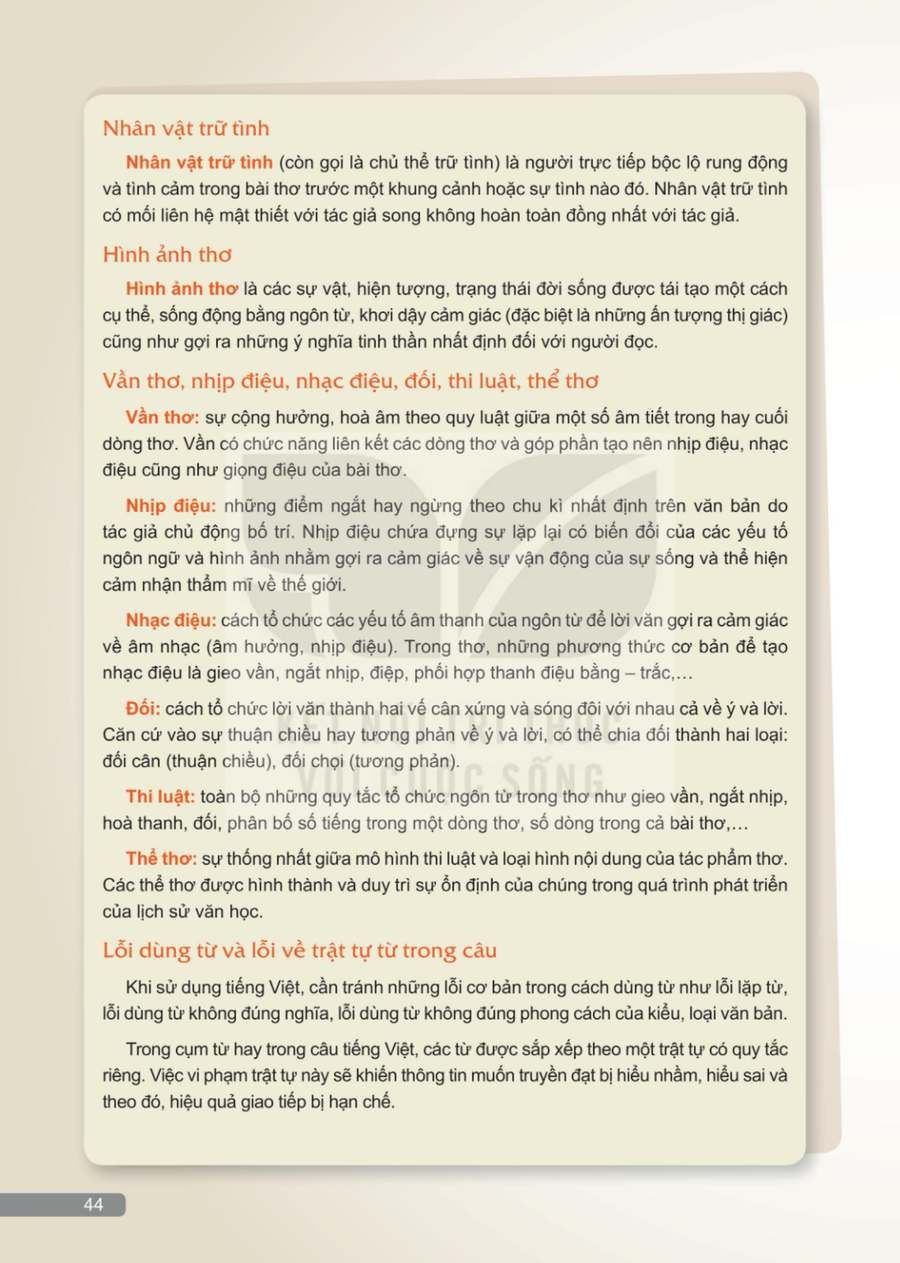 Nhân vật trữ tình
Nhân vật trữ tình (còn gọi là chủ thể trữ tình) là người trực tiếp bộc lộ rung động
và tình cảm trong bài thơ trước một khung cảnh hoặc sự tình nào đó. Nhân vật trữ tình
có mối liên hệ mật thiết với tác giả song không hoàn toàn đồng nhất với tác giả.
Hình ảnh thơ
Hình ảnh thơ là các sự vật, hiện tượng, trạng thái đời sống được tái tạo một cách
cụ thể, sống động bằng ngôn từ, khơi dậy cảm giác (đặc biệt là những ấn tượng thị giác)
cũng như gợi ra những ý nghĩa tinh thần nhất định đối với người đọc.
Vần thơ, nhịp điệu, nhạc điệu, đối, thi luật, thể thơ
Vần thơ: sự cộng hưởng, hoà âm theo quy luật giữa một số âm tiết trong hay cuối
dòng thơ. Vần có chức năng liên kết các dòng thơ và góp phần tạo nên nhịp điệu, nhạc
điệu cũng như giọng điệu của bài thơ.
Nhịp điệu: những điểm ngắt hay ngừng theo chu kì nhất định trên văn bản do
tác giả chủ động bố trí. Nhịp điệu chứa đựng sự lặp lại có biến đổi của các yếu tố
ngôn ngữ và hình ảnh nhằm gợi ra cảm giác về sự vận động của sự sống và thể hiện
cảm nhận thẩm mĩ về thế giới.
Nhạc điệu: cách tổ chức các yếu tố âm thanh của ngôn từ để lời văn gợi ra cảm giác
về âm nhạc (âm hưởng, nhịp điệu). Trong thơ, những phương thức cơ bản để tạo
nhạc điệu là gieo vần, ngắt nhịp, điệp, phối hợp thanh điệu bằng – trắc,...
Đối: cách tổ chức lời văn thành hai vế cân xứng và sóng đôi với nhau cả về ý và lời.
Căn cứ vào sự thuận chiều hay tương phản về ý và lời, có thể chia đối thành hai loại:
đối cân (thuận chiều), đối chọi (tương phản).
KẾT NỐI TRI THỨC
VỚI CUỘC SỐNG
Thi luật: toàn bộ những quy tắc tổ chức ngôn từ trong thơ như gieo vần, ngắt nhịp,
hoà thanh, đối, phân bố số tiếng trong một dòng thơ, số dòng trong cả bài thơ,...
Thể thơ: sự thống nhất giữa mô hình thi luật và loại hình nội dung của tác phẩm thơ.
Các thể thơ được hình thành và duy trì sự ổn định của chúng trong quá trình phát triển
của lịch sử văn học.
Lỗi dùng từ và lỗi về trật tự từ trong câu
Khi sử dụng tiếng Việt, cần tránh những lỗi cơ bản trong cách dùng từ như lỗi lặp từ,
lỗi dùng từ không đúng nghĩa, lỗi dùng từ không đúng phong cách của kiểu, loại văn bản.
Trong cụm từ hay trong câu tiếng Việt, các từ được sắp xếp theo một trật tự có quy tắc
riêng. Việc vi phạm trật tự này sẽ khiến thông tin muốn truyền đạt bị hiểu nhầm, hiểu sai và
theo đó, hiệu quả giao tiếp bị hạn chế.
44